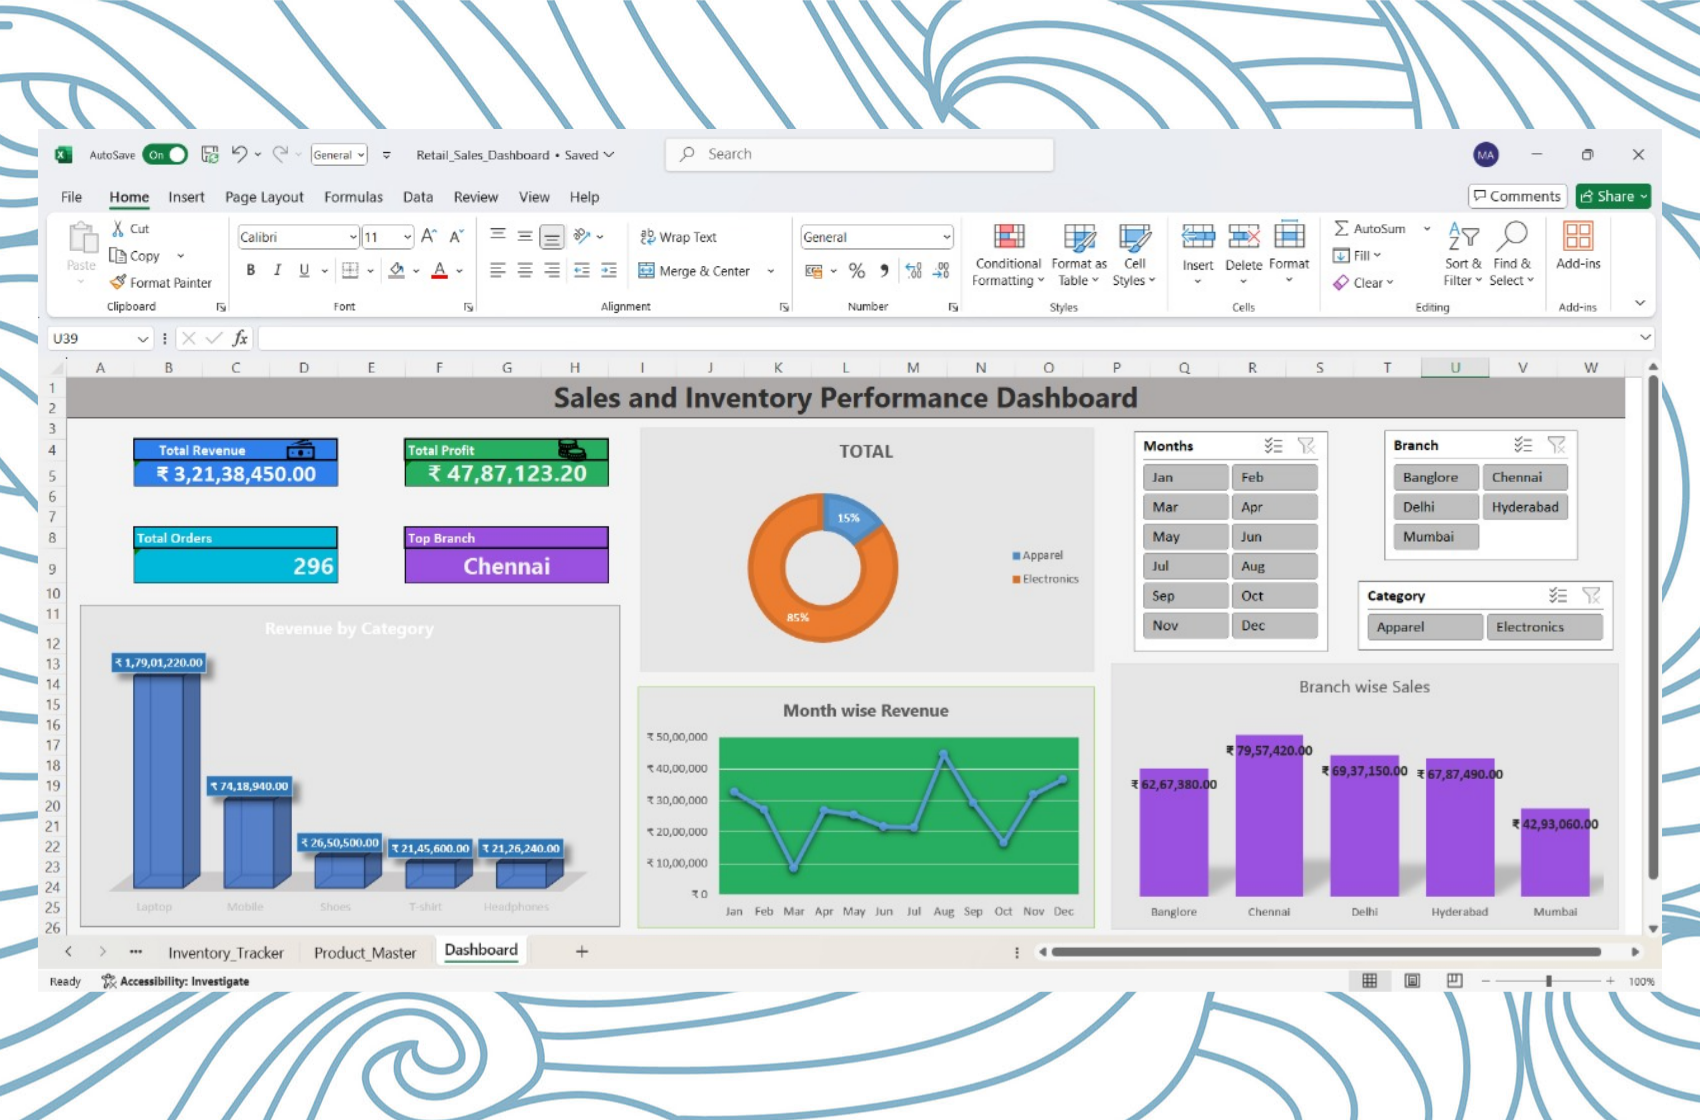 AutoSave On General Retail_Sales_Dashboard • Saved Search MA
File Home Insert Page Layout Formulas Data Review View Help Comments Share
Paste
Cut
Copy
Format Painter
Clipboard
Calibri 11
B I U A
Font
Wrap Text
Merge & Center
Alignment
General
% 9
Number
Conditional Formatting
Format as Table
Cell Styles
Styles
Insert Delete Format
Cells
AutoSum
Fill
Clear
Sort & Filter
Find & Select
Editing
Add-ins
Add-ins
U39 fx
A B C D E F G H I J K L M N O P Q R S T U V W
1
2
3
4
5
6
7
8
9
10
11
12
13
14
15
16
17
18
19
20
21
22
23
24
25
26
Sales and Inventory Performance Dashboard
Total Revenue
₹ 3,21,38,450.00
Total Profit
₹ 47,87,123.20
Total Orders
296
Top Branch
Chennai
Revenue by Category
₹ 1,79,01,220.00
₹ 74,18,940.00
₹ 26,50,500.00
₹ 21,45,600.00
₹ 21,26,240.00
Laptop Mobile Shoes T-shirt Headphones
TOTAL
15%
85%
Apparel
Electronics
Month wise Revenue
₹ 50,00,000
₹ 40,00,000
₹ 30,00,000
₹ 20,00,000
₹ 10,00,000
₹ 0
Jan Feb Mar Apr May Jun Jul Aug Sep Oct Nov Dec
Months
Jan Feb
Mar Apr
May Jun
Jul Aug
Sep Oct
Nov Dec
Branch
Banglore Chennai
Delhi Hyderabad
Mumbai
Category
Apparel Electronics
Branch wise Sales
₹ 62,67,380.00
₹ 79,57,420.00
₹ 69,37,150.00
₹ 67,87,490.00
₹ 42,93,060.00
Banglore Chennai Delhi Hyderabad Mumbai
Inventory_Tracker Product_Master Dashboard +
Ready Accessibility: Investigate 100%